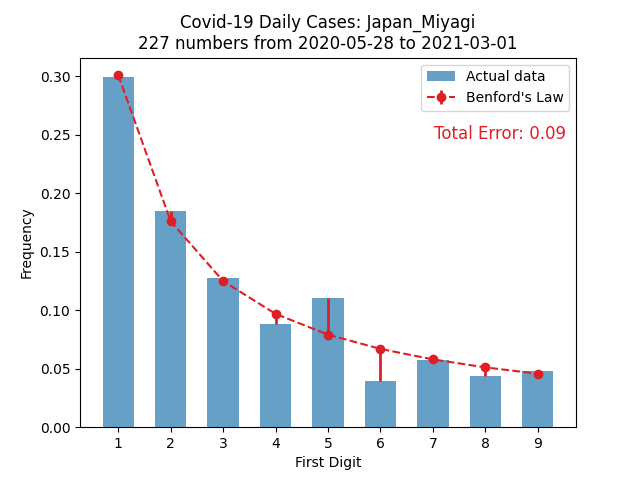 Covid-19 Daily Cases: Japan_Miyagi
227 numbers from 2020-05-28 to 2021-03-01
Actual data
Benford's Law
Total Error: 0.09
Frequency
0.30
0.25
0.20
0.15
0.10
0.05
0.00
1 2 3 4 5 6 7 8 9
First Digit